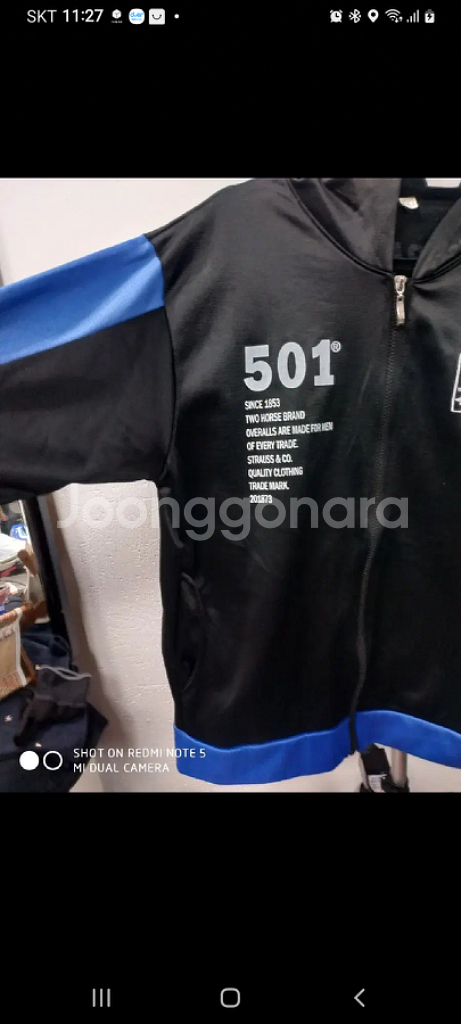 SKT 11:27
501®
SINCE 1853
TWO HORSE BRAND
OVERALLS ARE MADE FOR MEN
OF EVERY TRADE.
STRAUSS & CO.
QUALITY CLOTHING
TRADE MARK.
201873
Joonggonara
SHOT ON REDMI NOTE 5
MI DUAL CAMERA